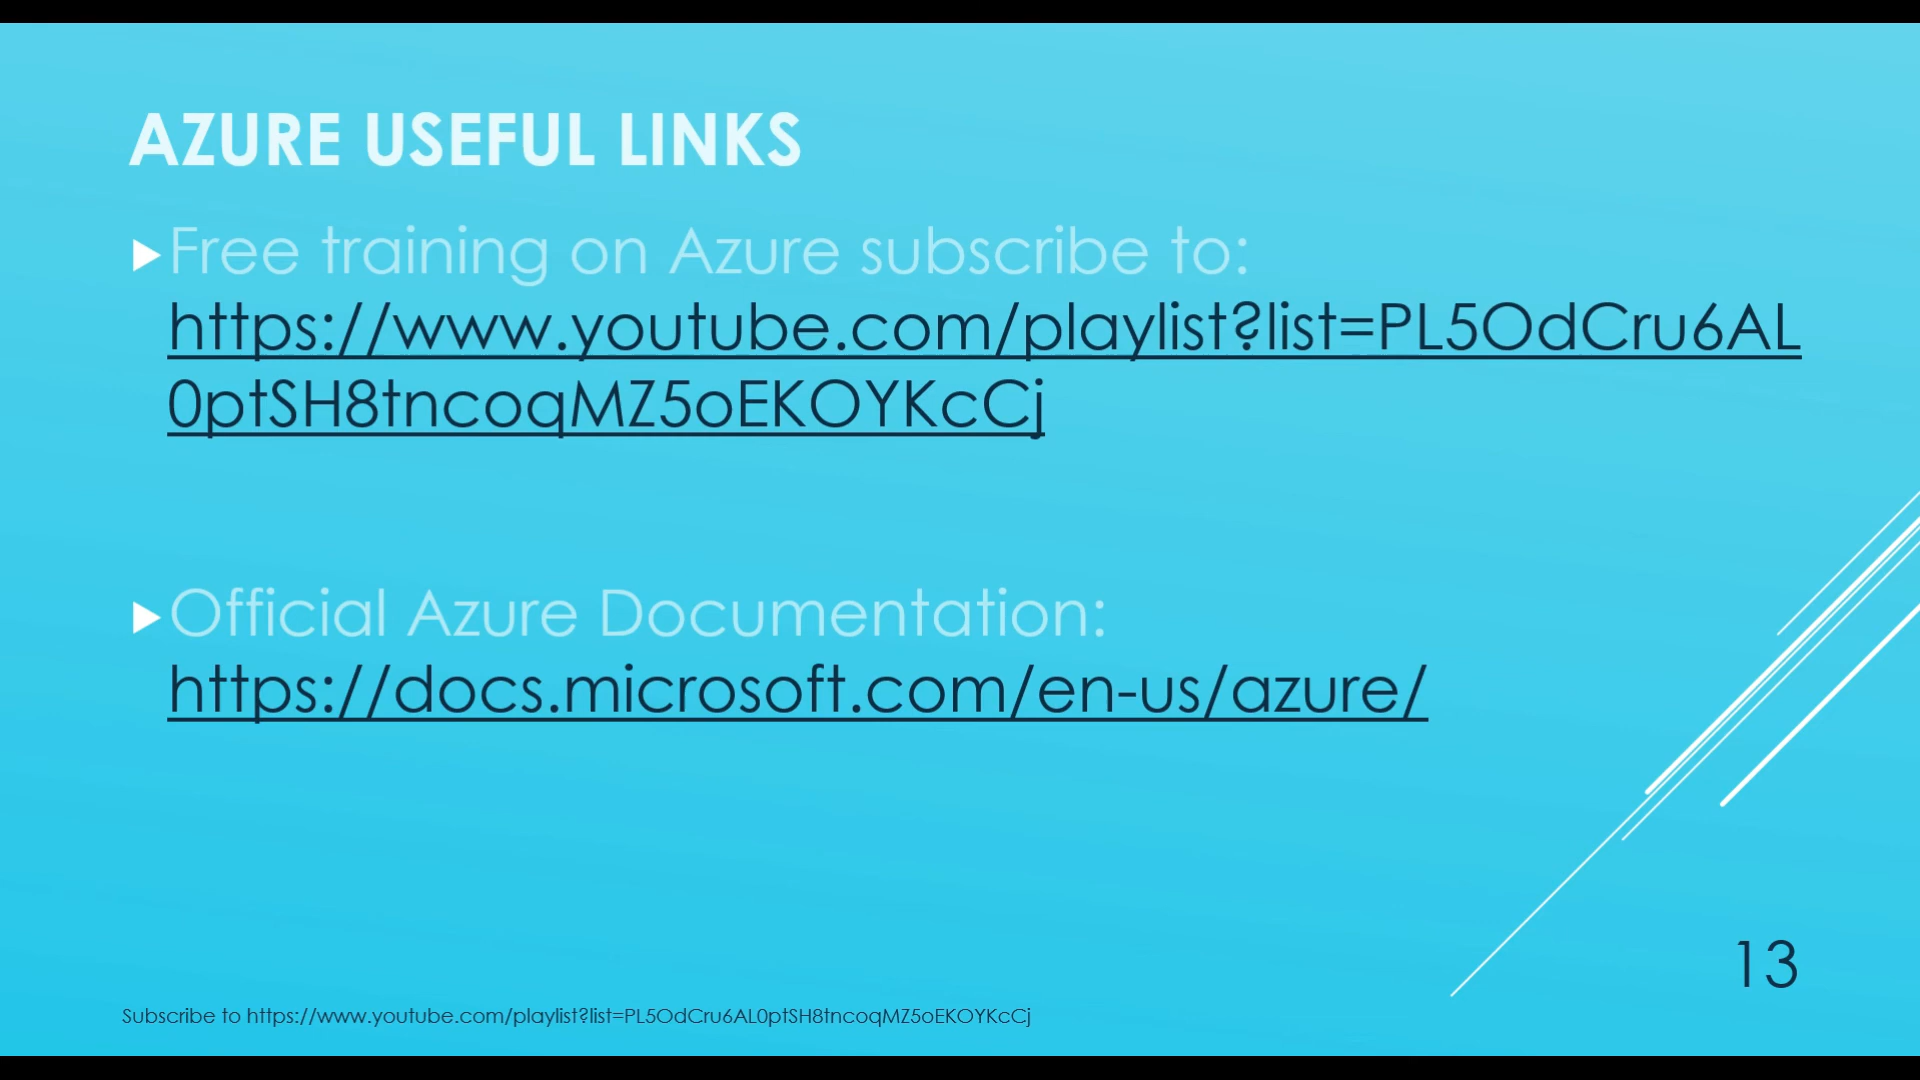 AZURE USEFUL LINKS
Free training on Azure subscribe to:
https://www.youtube.com/playlist?list=PL5OdCru6AL
0ptSH8tncoqMZ5oEKOYKcCj
Official Azure Documentation:
https://docs.microsoft.com/en-us/azure/
13
Subscribe to https://www.youtube.com/playlist?list=PL5OdCru6AL0ptSH8tncoqMZ5oEKOYKcCj